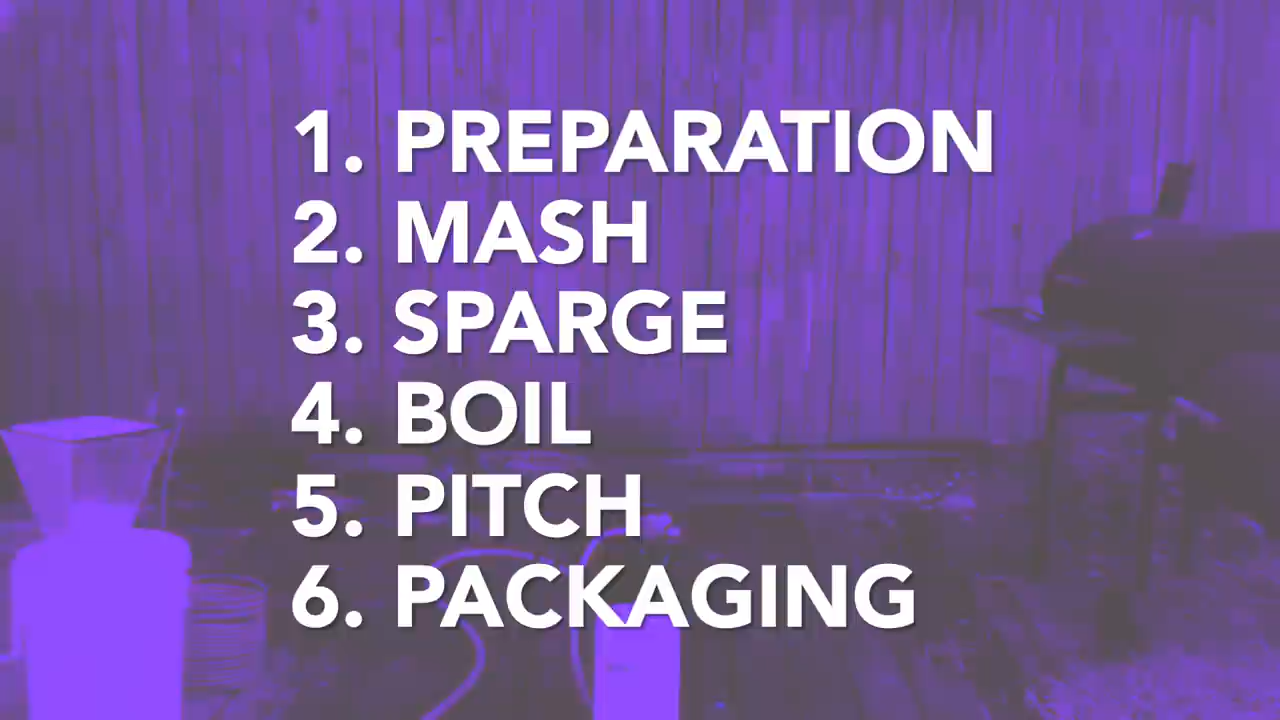 1. PREPARATION
2. MASH
3. SPARGE
4. BOIL
5. PITCH
6. PACKAGING